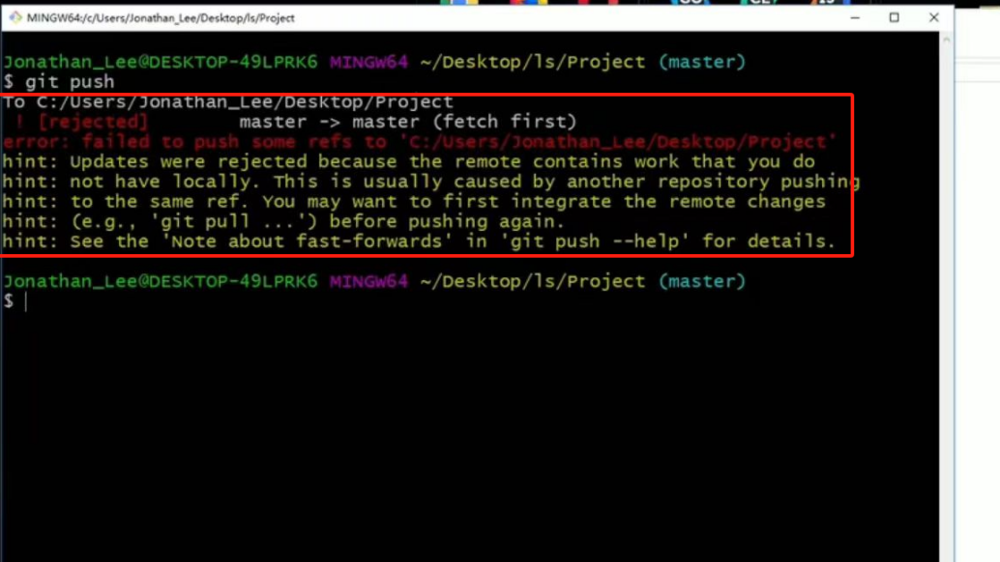 MINGW64:/c/Users/Jonathan_Lee/Desktop/ls/Project
Jonathan_Lee@DESKTOP-49LPRK6 MINGW64 ~/Desktop/ls/Project (master)
$ git push
To C:/Users/Jonathan_Lee/Desktop/Project
! [rejected] master -> master (fetch first)
error: failed to push some refs to 'C:/Users/Jonathan_Lee/Desktop/Project'
hint: Updates were rejected because the remote contains work that you do
hint: not have locally. This is usually caused by another repository pushing
hint: to the same ref. You may want to first integrate the remote changes
hint: (e.g., 'git pull ...') before pushing again.
hint: See the 'Note about fast-forwards' in 'git push --help' for details.
Jonathan_Lee@DESKTOP-49LPRK6 MINGW64 ~/Desktop/ls/Project (master)
$